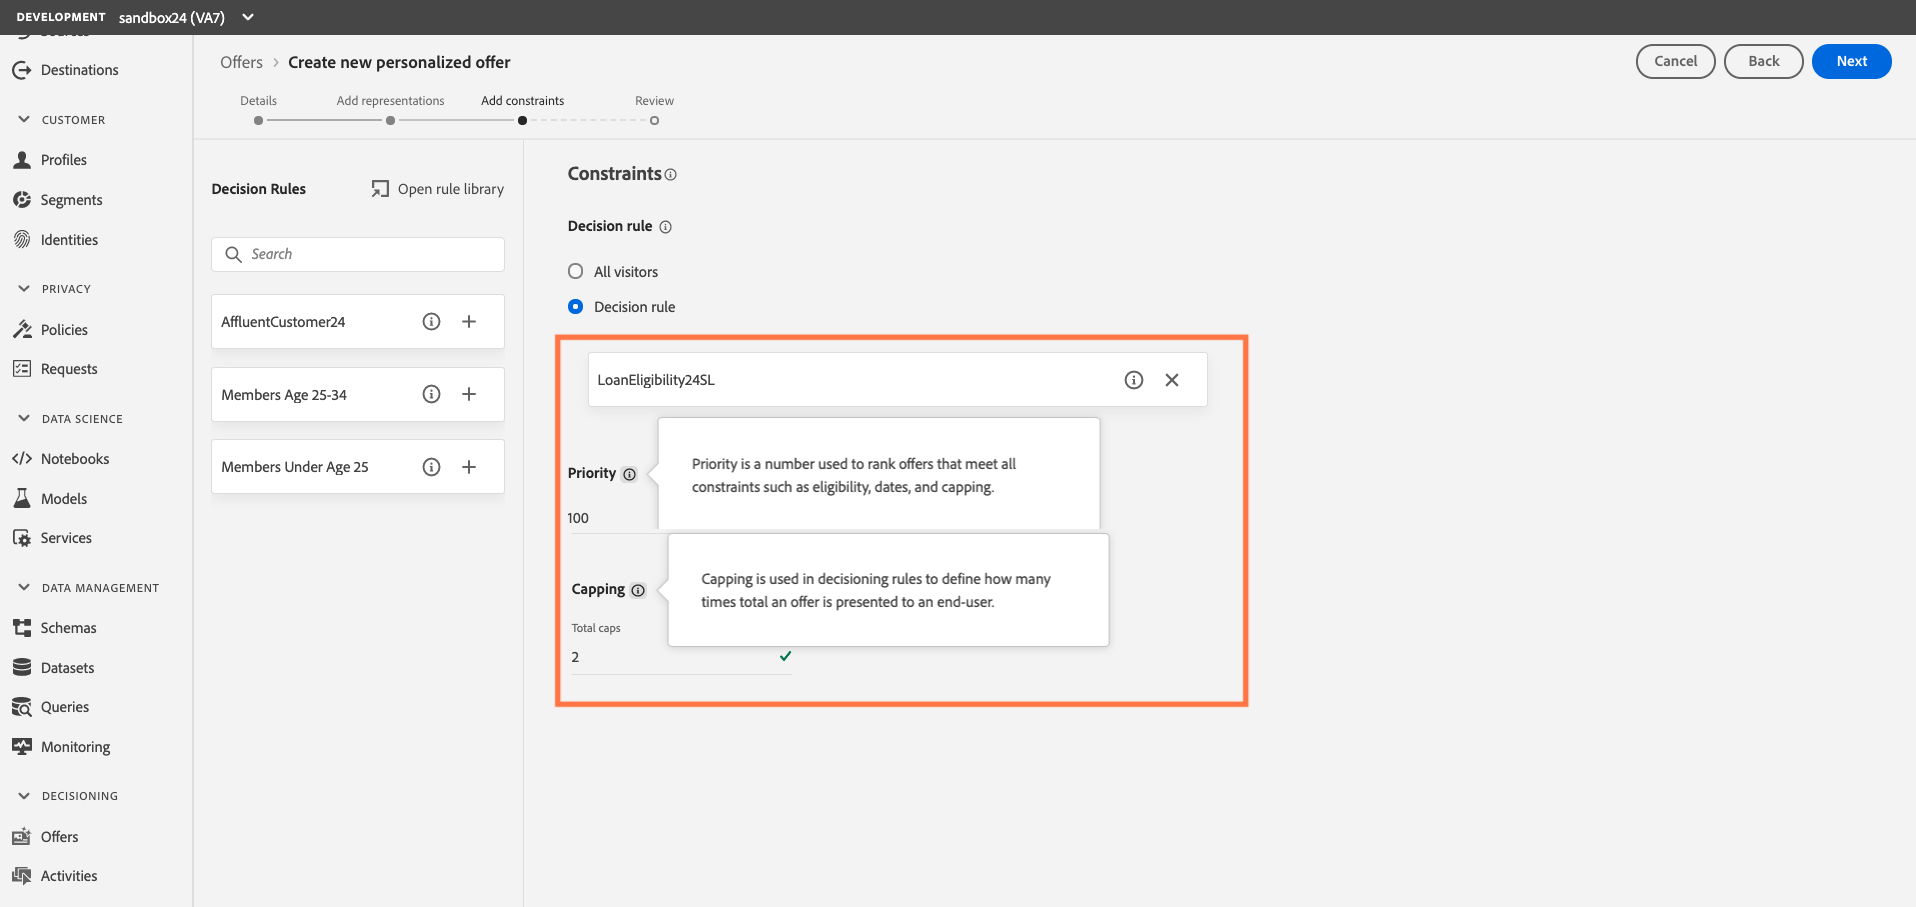 DEVELOPMENT sandbox24 (VA7)
Destinations
CUSTOMER
Profiles
Segments
Identities
PRIVACY
Policies
Requests
DATA SCIENCE
Notebooks
Models
Services
DATA MANAGEMENT
Schemas
Datasets
Queries
Monitoring
DECISIONING
Offers
Activities
Offers > Create new personalized offer
Cancel
Back
Next
Details
Add representations
Add constraints
Review
Decision Rules
Open rule library
Search
AffluentCustomer24
Members Age 25-34
Members Under Age 25
Constraints
Decision rule
All visitors
Decision rule
LoanEligibility24SL
Priority
Priority is a number used to rank offers that meet all
constraints such as eligibility, dates, and capping.
100
Capping
Capping is used in decisioning rules to define how many
times total an offer is presented to an end-user.
Total caps
2